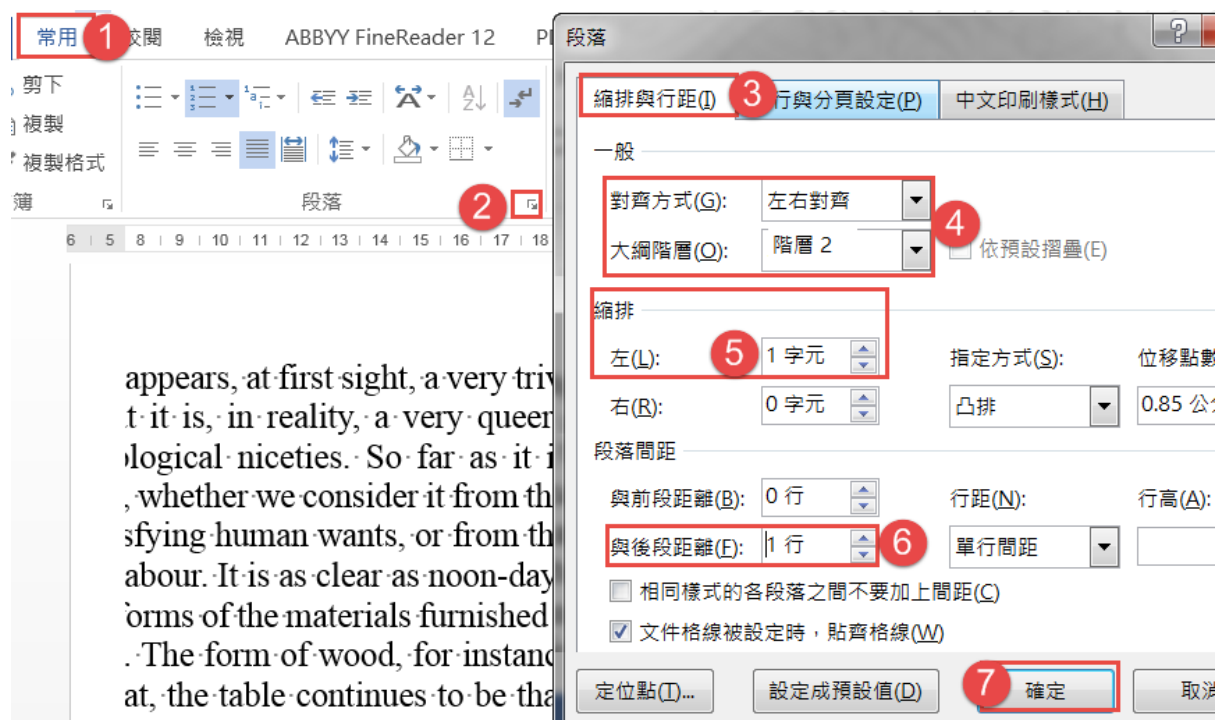 常用 1 校閱 檢視 ABBYY FineReader 12
剪下
複製
複製格式
簿 段落 2
6 5 8 9 10 11 12 13 14 15 16 17 18
appears, at first sight, a very
t it is, in reality, a very queer
logical niceties. So far as it
, whether we consider it from
sfying human wants, or from
abour. It is as clear as noon-day
forms of the materials furnished
. The form of wood, for
at, the table continues to be
段落
縮排與行距(I) 3 行與分頁設定(P) 中文印刷樣式(H)
一般
對齊方式(G): 左右對齊
4
大綱階層(O): 階層 2 依預設摺疊(E)
縮排
左(L): 5 1 字元 指定方式(S): 位移點數
右(R): 0 字元 凸排 0.85 公
段落間距
與前段距離(B): 0 行 行距(N): 行高(A):
與後段距離(F): 1 行 6 單行間距
相同樣式的各段落之間不要加上間距(C)
文件格線被設定時，貼齊格線(W)
定位點(T)... 設定成預設值(D) 7 確定 取消